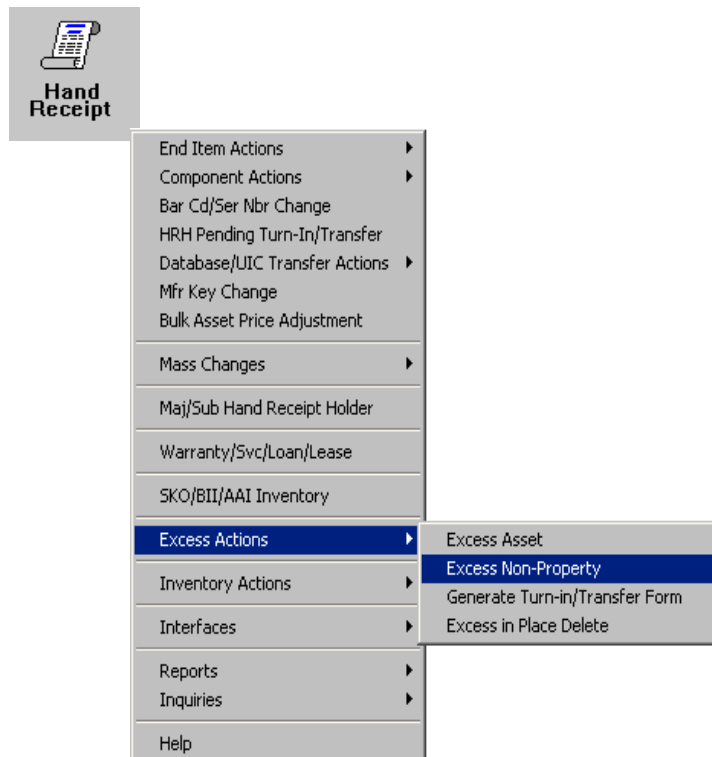 Hand
Receipt
End Item Actions
Component Actions
Bar Cd/Ser Nbr Change
HRH Pending Turn-In/Transfer
Database/UIC Transfer Actions
Mfr Key Change
Bulk Asset Price Adjustment
Mass Changes
Maj/Sub Hand Receipt Holder
Warranty/Svc/Loan/Lease
SKO/BII/AAI Inventory
Excess Actions
Inventory Actions
Interfaces
Reports
Inquiries
Help
Excess Asset
Excess Non-Property
Generate Turn-in/Transfer Form
Excess in Place Delete